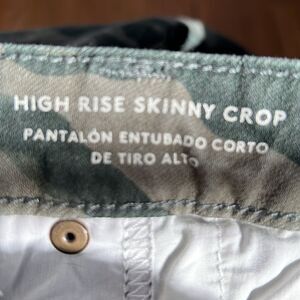 HIGH RISE SKINNY CROP
PANTALÓN ENTUBADO CORTO
DE TIRO ALTO